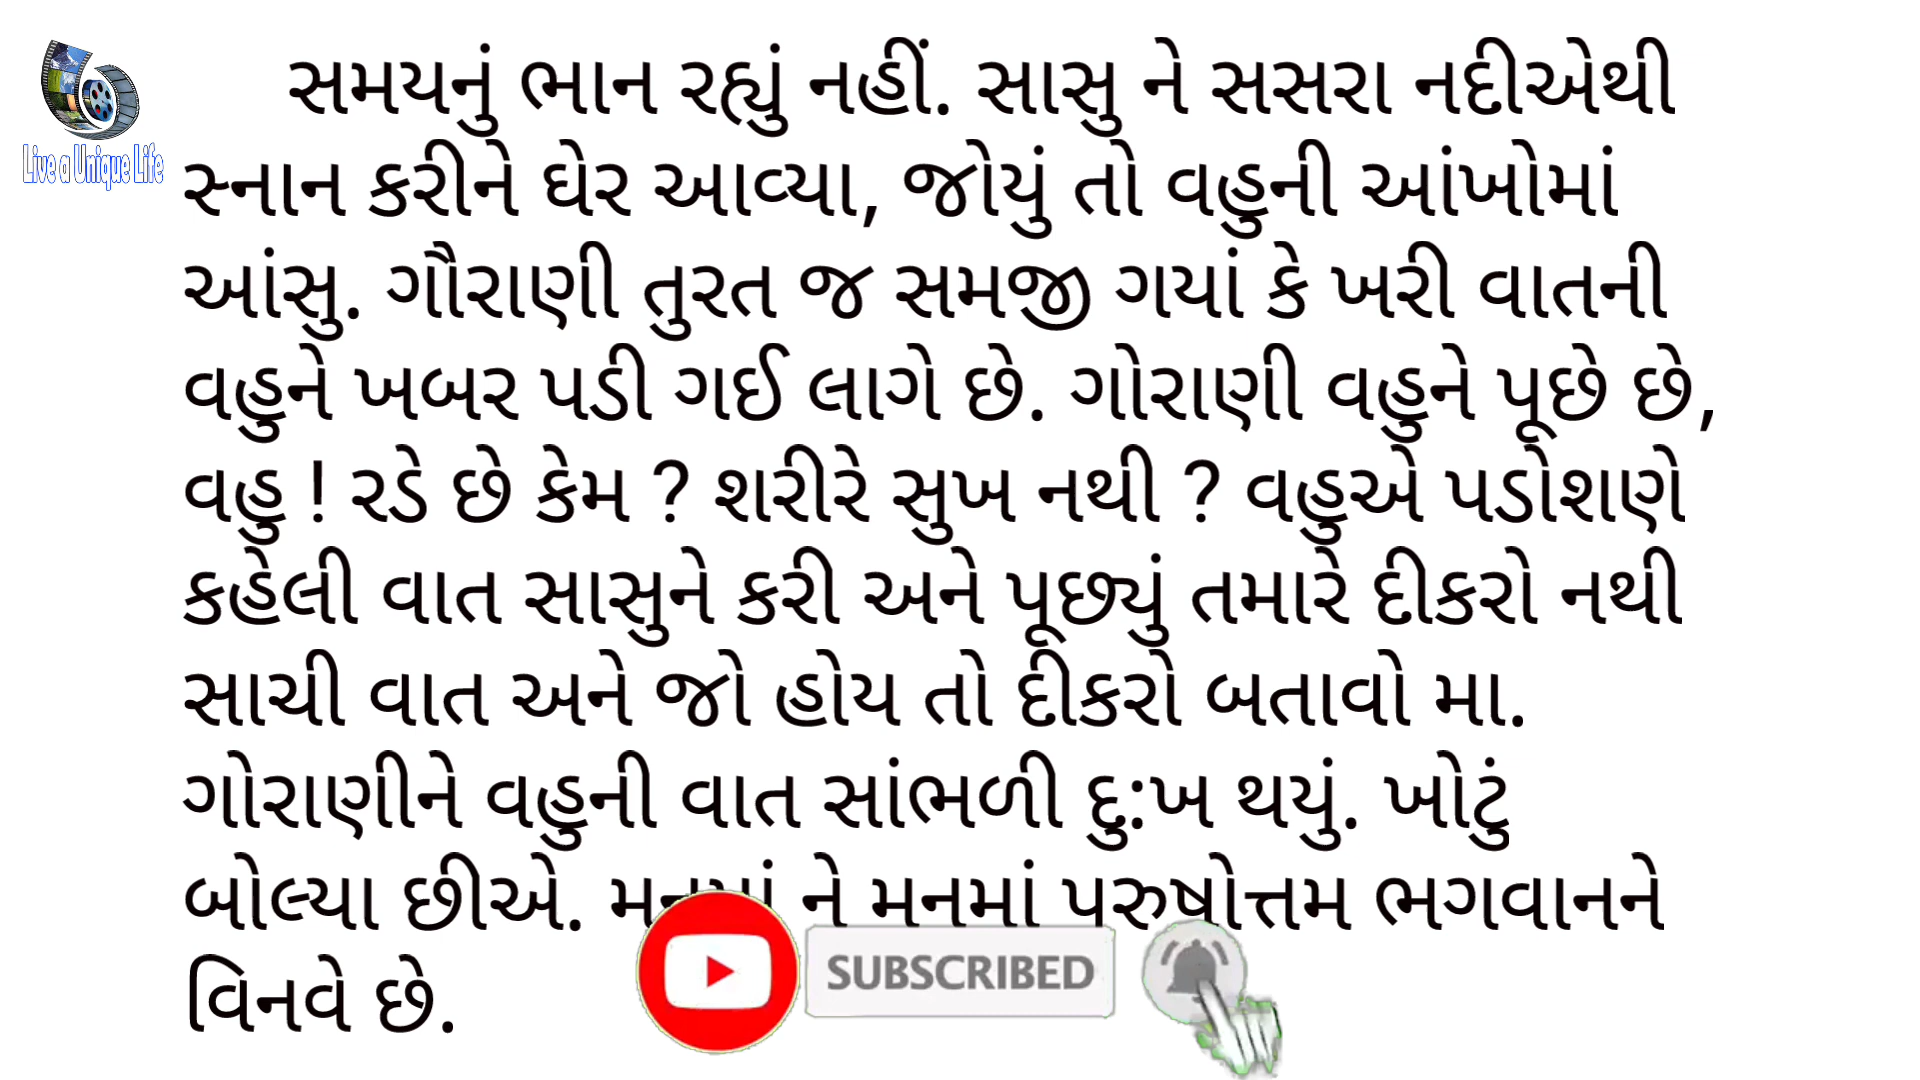 સમયનું ભાન રહ્યું નહીં. સાસુ ને સસરા નદીએથી
Live a Unique Life
સ્નાન કરીને ઘેર આવ્યા, જોયું તો વહુની આંખોમાં
આંસુ. ગૌરાણી તુરત જ સમજી ગયાં કે ખરી વાતની
વહુને ખબર પડી ગઈ લાગે છે. ગોરાણી વહુને પૂછે છે,
વહુ ! રડે છે કેમ ? શરીરે સુખ નથી ? વહુએ પડોશણે
કહેલી વાત સાસુને કરી અને પૂછ્યું તમારે દીકરો નથી
સાચી વાત અને જો હોય તો દીકરો બતાવો મા.
ગોરાણીને વહુની વાત સાંભળી દુ:ખ થયું. ખોટું
બોલ્યા છીએ. મનમાં ને મનમાં પરુષોત્તમ ભગવાનને
વિનવે છે.
SUBSCRIBED